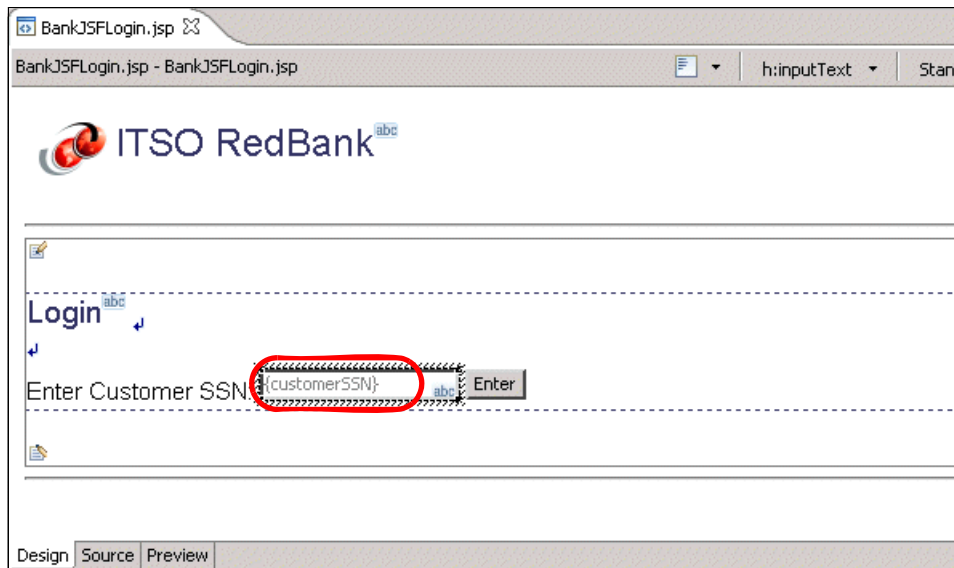 BankJSFLogin.jsp
BankJSFLogin.jsp - BankJSFLogin.jsp h:inputText Stan
ITSO RedBank abc
Login abc
Enter Customer SSN: {customerSSN} abc Enter
Design Source Preview